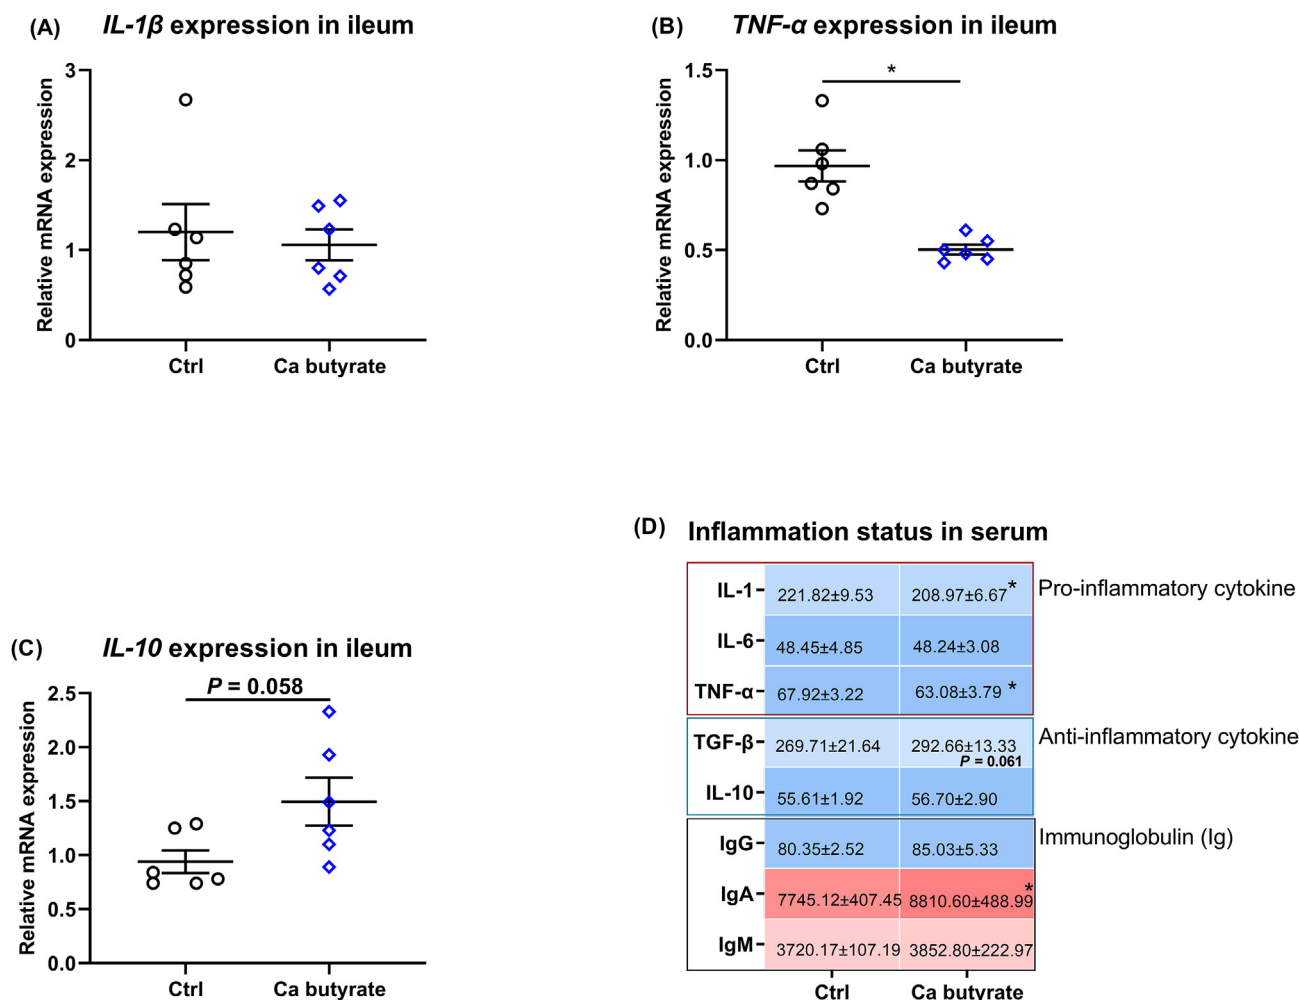 (A) IL-1β expression in ileum
Relative mRNA expression
3
2
1
0
Ctrl Ca butyrate
(B) TNF-α expression in ileum
*
Relative mRNA expression
1.5
1.0
0.5
0.0
Ctrl Ca butyrate
(C) IL-10 expression in ileum
P = 0.058
Relative mRNA expression
2.5
2.0
1.5
1.0
0.5
0.0
Ctrl Ca butyrate
(D) Inflammation status in serum
IL-1 221.82±9.53 208.97±6.67 * Pro-inflammatory cytokine
IL-6 48.45±4.85 48.24±3.08
TNF-α 67.92±3.22 63.08±3.79 *
TGF-β 269.71±21.64 292.66±13.33 Anti-inflammatory cytokine
P = 0.061
IL-10 55.61±1.92 56.70±2.90
IgG 80.35±2.52 85.03±5.33 Immunoglobulin (Ig)
IgA 7745.12±407.45 8810.60±488.99 *
IgM 3720.17±107.19 3852.80±222.97
Ctrl Ca butyrate